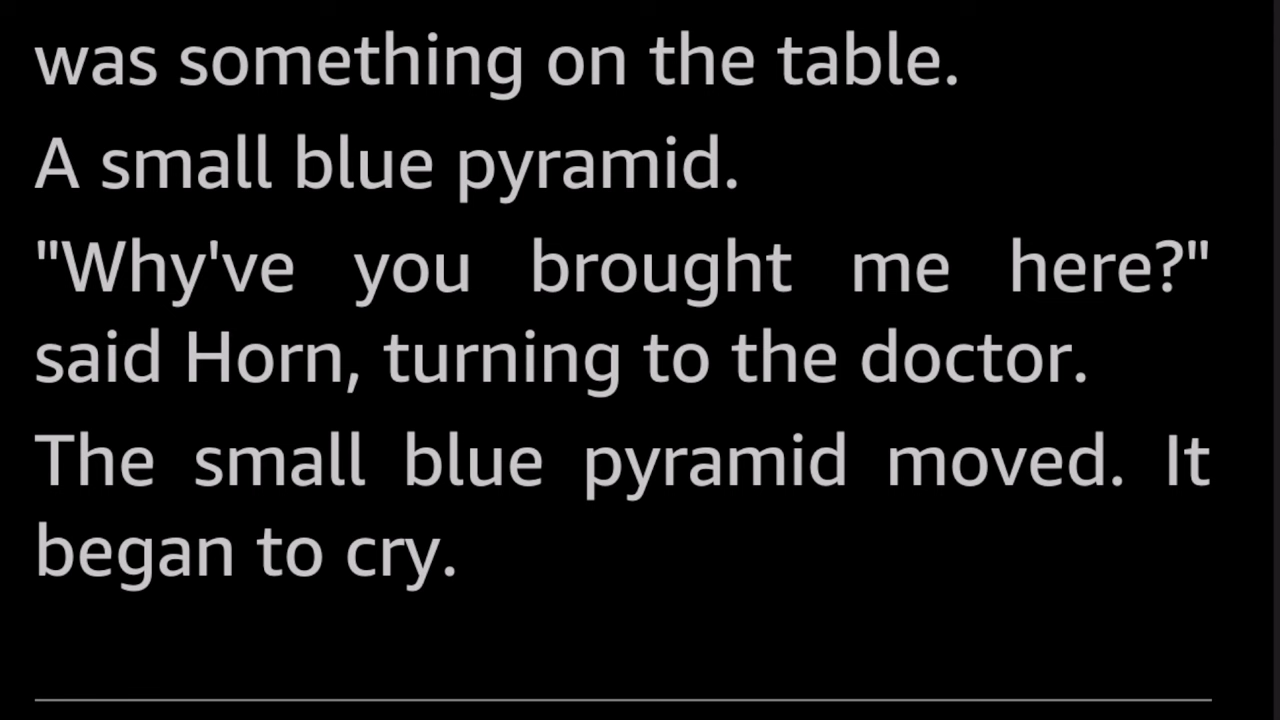 was something on the table.
A small blue pyramid.
"Why've you brought me here?"
said Horn, turning to the doctor.
The small blue pyramid moved. It
began to cry.